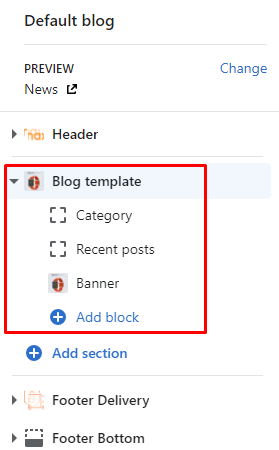 Default blog
PREVIEW
Change
News
Header
Blog template
Category
Recent posts
Banner
Add block
Add section
Footer Delivery
Footer Bottom